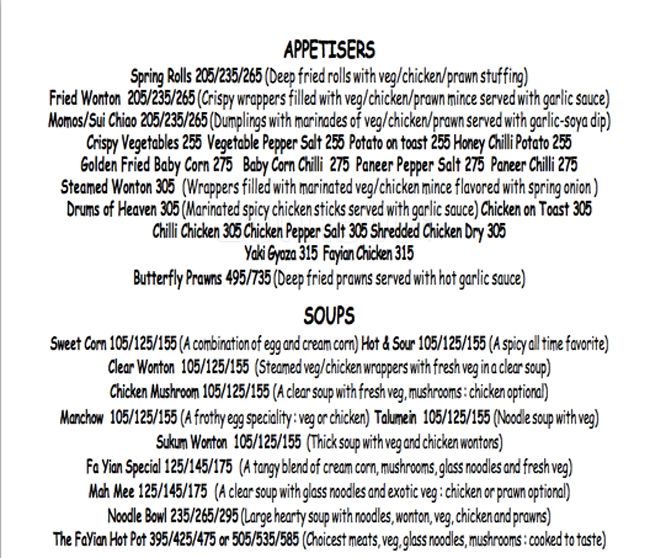 APPETISERS
Spring Rolls 205/235/265 (Deep fried rolls with veg/chicken/prawn stuffing)
Fried Wonton 205/235/265 (Crispy wrappers filled with veg/chicken/prawn mince served with garlic sauce)
Momos/Sui Chiao 205/235/265 (Dumplings with marinades of veg/chicken/prawn served with garlic-soya dip)
Crispy Vegetables 255 Vegetable Pepper Salt 255 Potato on toast 255 Honey Chilli Potato 255
Golden Fried Baby Corn 275 Baby Corn Chilli 275 Paneer Pepper Salt 275 Paneer Chilli 275
Steamed Wonton 305 (Wrappers filled with marinated veg/chicken mince flavored with spring onion )
Drums of Heaven 305 (Marinated spicy chicken sticks served with garlic sauce) Chicken on Toast 305
Chilli Chicken 305 Chicken Pepper Salt 305 Shredded Chicken Dry 305
Yaki Gyoza 315 Fayian Chicken 315
Butterfly Prawns 495/735 (Deep fried prawns served with hot garlic sauce)
SOUPS
Sweet Corn 105/125/155 (A combination of egg and cream corn) Hot & Sour 105/125/155 (A spicy all time favorite)
Clear Wonton 105/125/155 (Steamed veg/chicken wrappers with fresh veg in a clear soup)
Chicken Mushroom 105/125/155 (A clear soup with fresh veg, mushrooms : chicken optional)
Manchow 105/125/155 (A frothy egg speciality : veg or chicken) Talumein 105/125/155 (Noodle soup with veg)
Sukum Wonton 105/125/155 (Thick soup with veg and chicken wontons)
Fa Yian Special 125/145/175 (A tangy blend of cream corn, mushrooms, glass noodles and fresh veg)
Mah Mee 125/145/175 (A clear soup with glass noodles and exotic veg : chicken or prawn optional)
Noodle Bowl 235/265/295 (Large hearty soup with noodles, wonton, veg, chicken and prawns)
The FaYian Hot Pot 395/425/475 or 505/535/585 (Choicest meats, veg, glass noodles, mushrooms : cooked to taste)